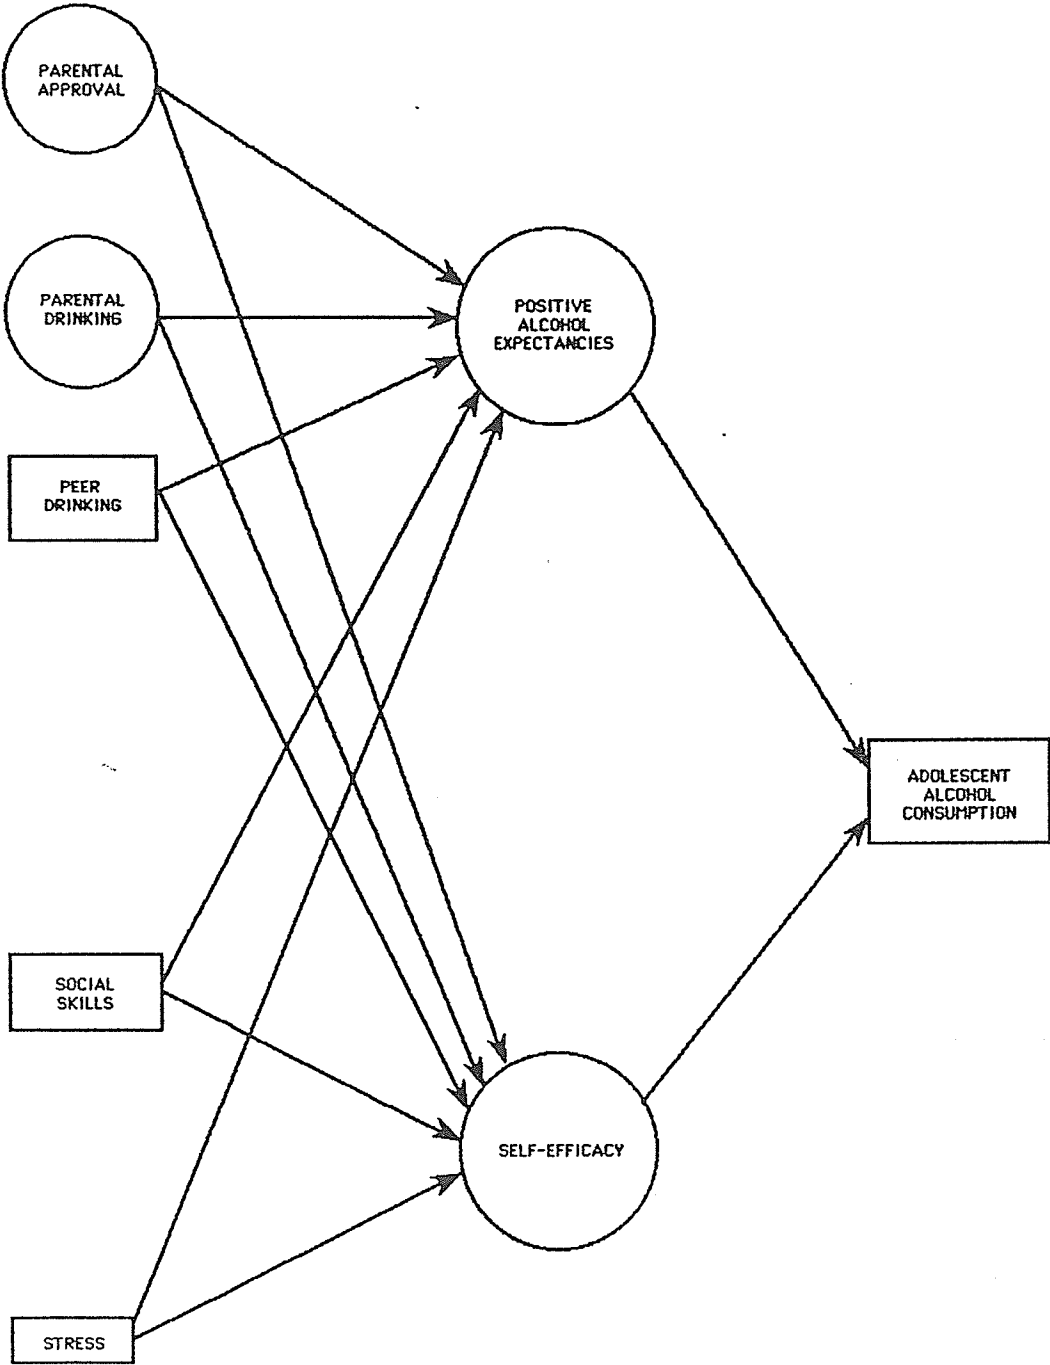 PARENTAL
APPROVAL
PARENTAL
DRINKING
POSITIVE
ALCOHOL
EXPECTANCIES
PEER
DRINKING
ADOLESCENT
ALCOHOL
CONSUMPTION
SOCIAL
SKILLS
SELF-EFFICACY
STRESS